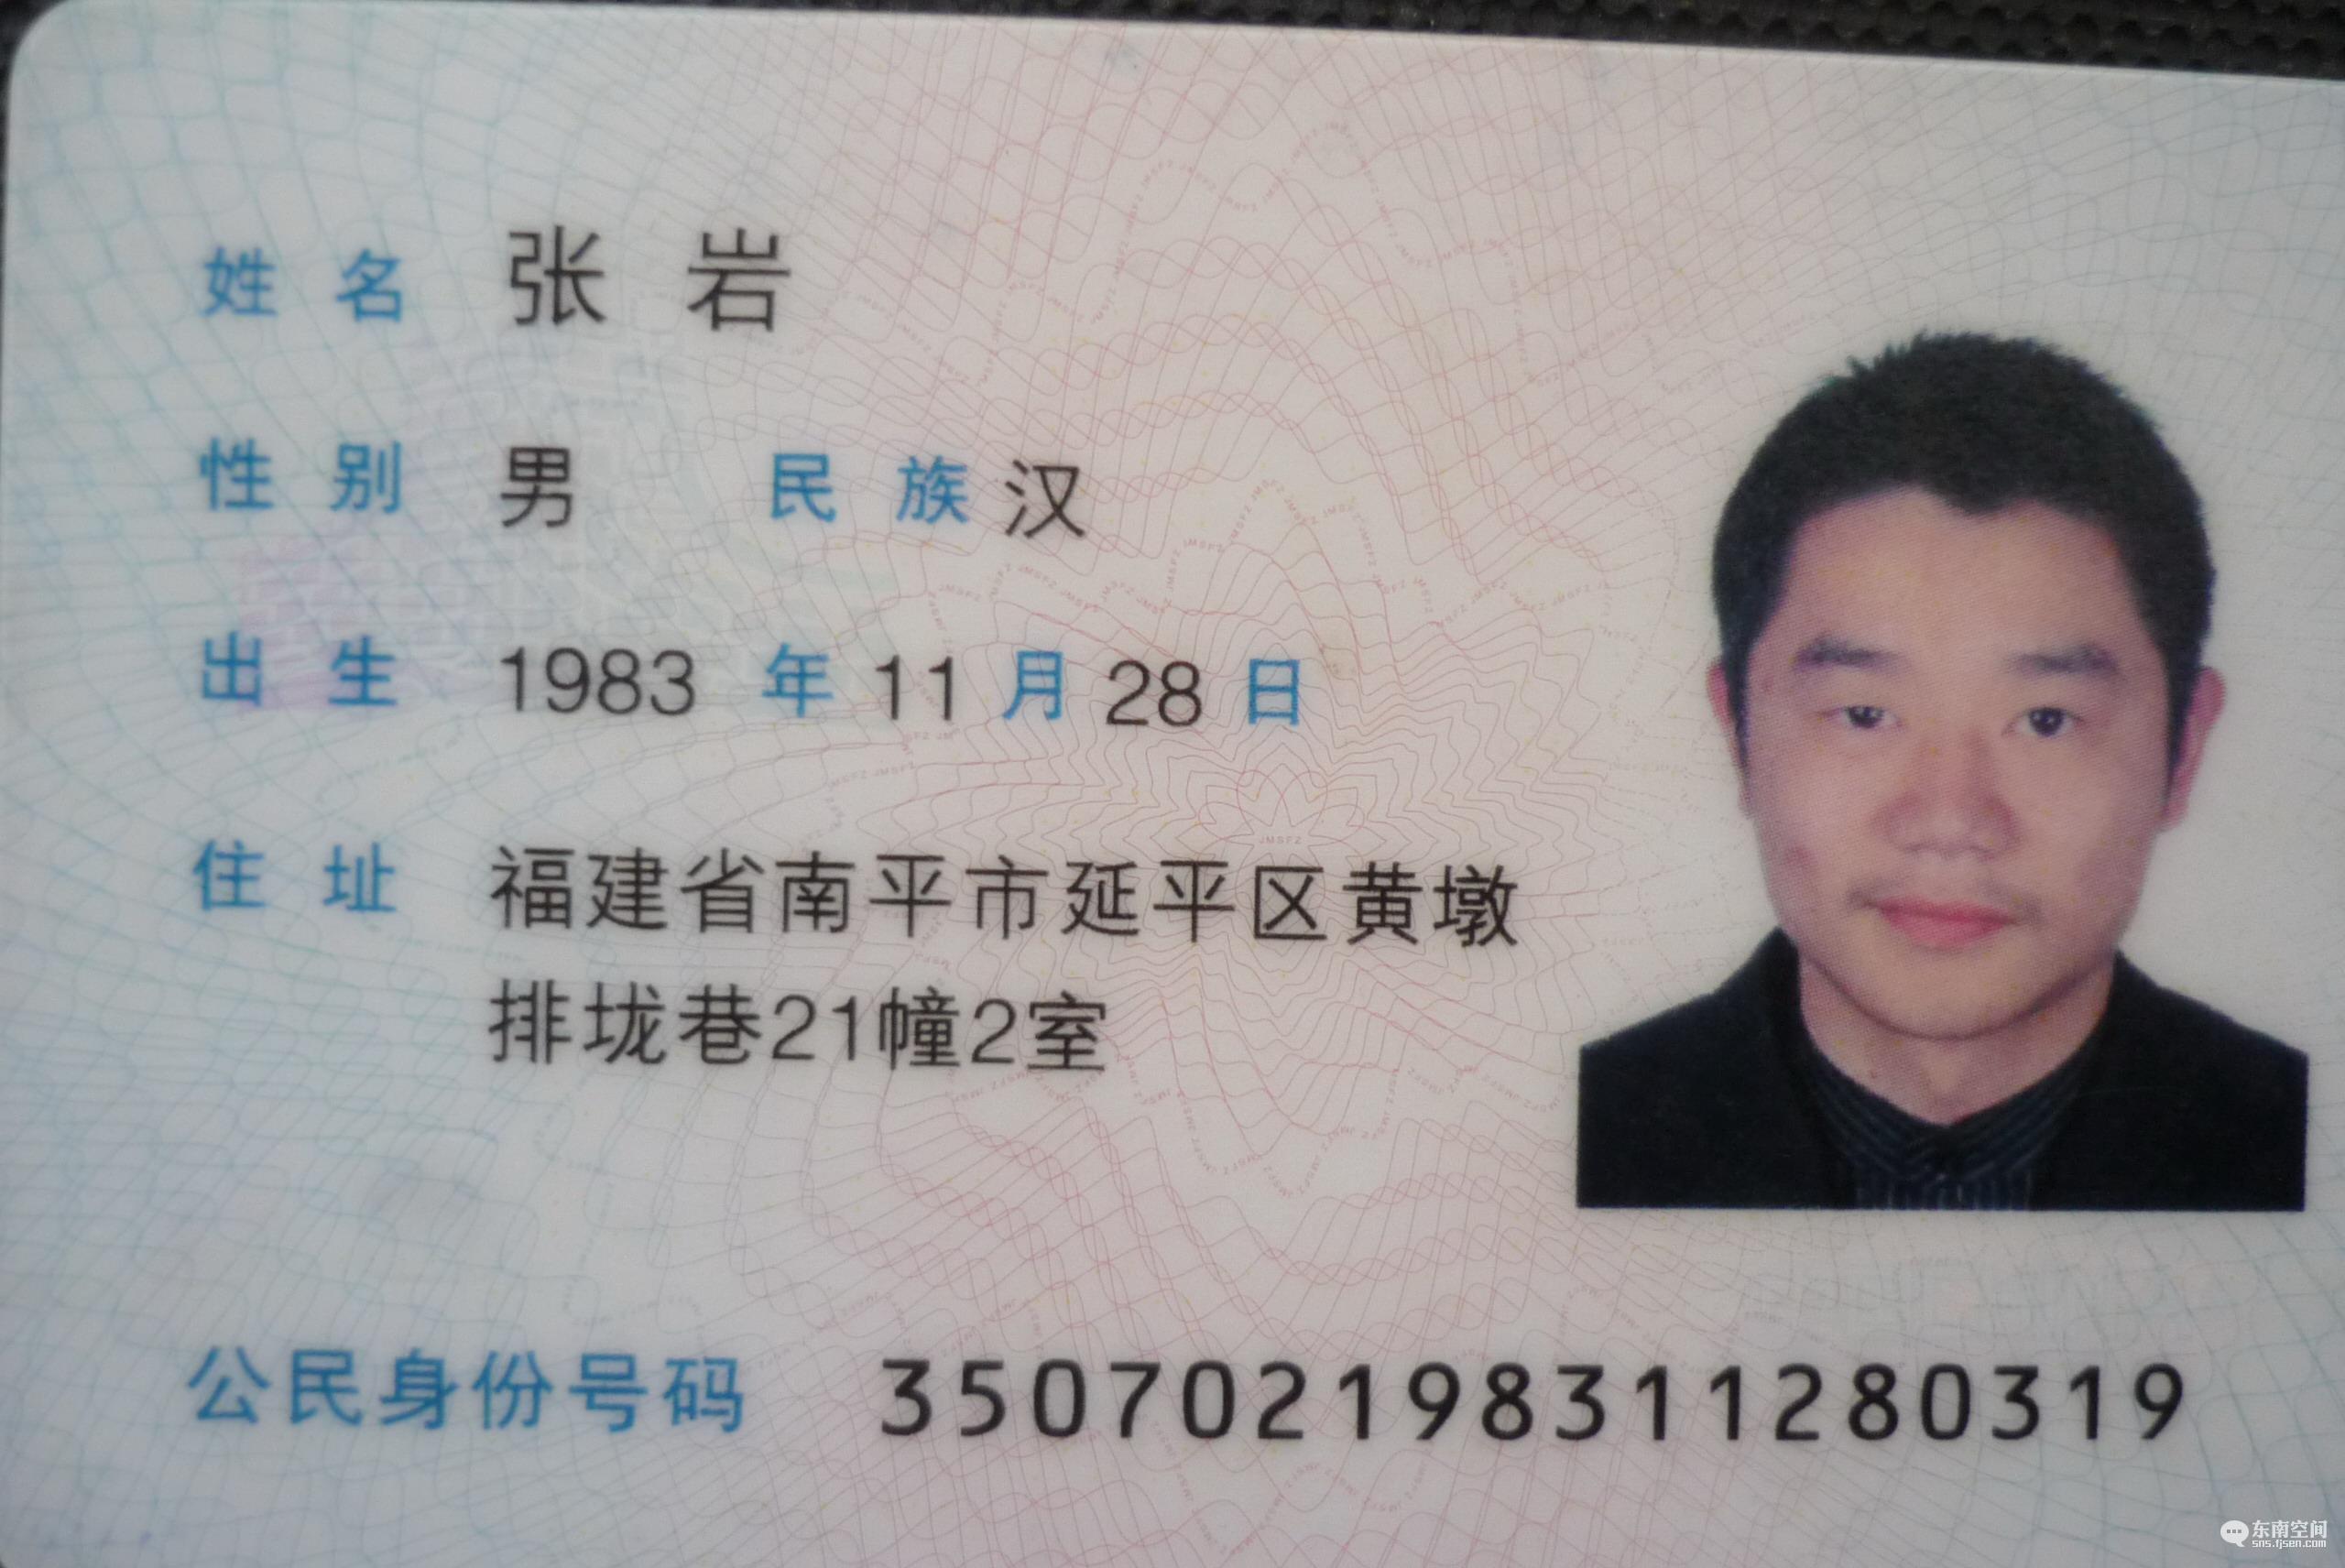 姓名 张岩
性别 男 民族 汉
出生 1983 年 11 月 28 日
住址 福建省南平市延平区黄墩
排垅巷21幢2室
公民身份号码 350702198311280319
东南空间
sns.fjsen.com